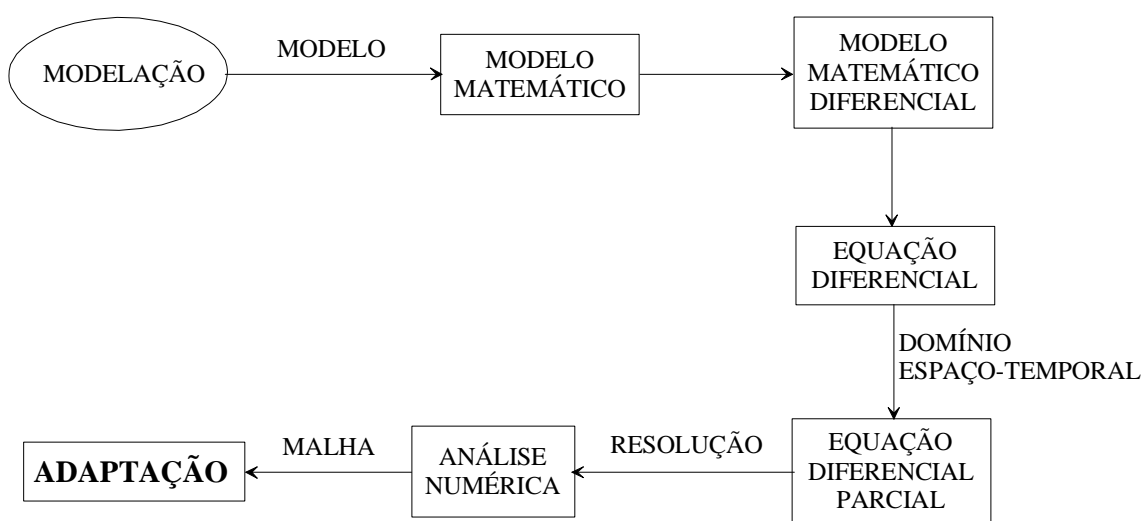 MODELAÇÃO
MODELO
MODELO
MATEMÁTICO
MODELO
MATEMÁTICO
DIFERENCIAL
EQUAÇÃO
DIFERENCIAL
DOMÍNIO
ESPAÇO-TEMPORAL
EQUAÇÃO
DIFERENCIAL
PARCIAL
RESOLUÇÃO
ANÁLISE
NUMÉRICA
MALHA
ADAPTAÇÃO